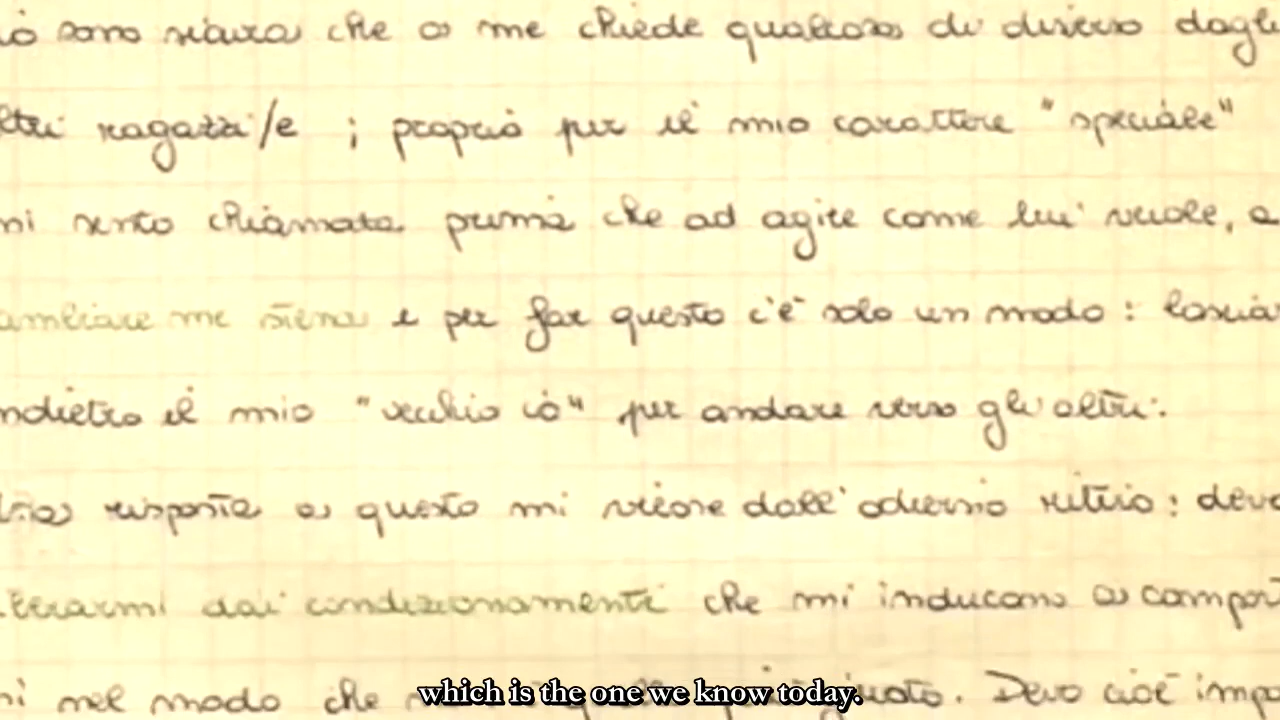 io sono sicura che a me chiede qualcosa di diverso dagli
altri ragazzi/e ; proprio per il mio carattere "speciale"
mi sento chiamata prima che ad agire come lui vuole, a
cambiare me stessa e per far questo c'è solo un modo : lasciar
indietro il mio "vecchio io" per andare verso gli altri.
risposta a questo mi viene dall'odierno ritiro : devo
liberarmi dai condizionamenti che mi inducono a comport
nel modo che giusto. Devo cioè impa
which is the one we know today.